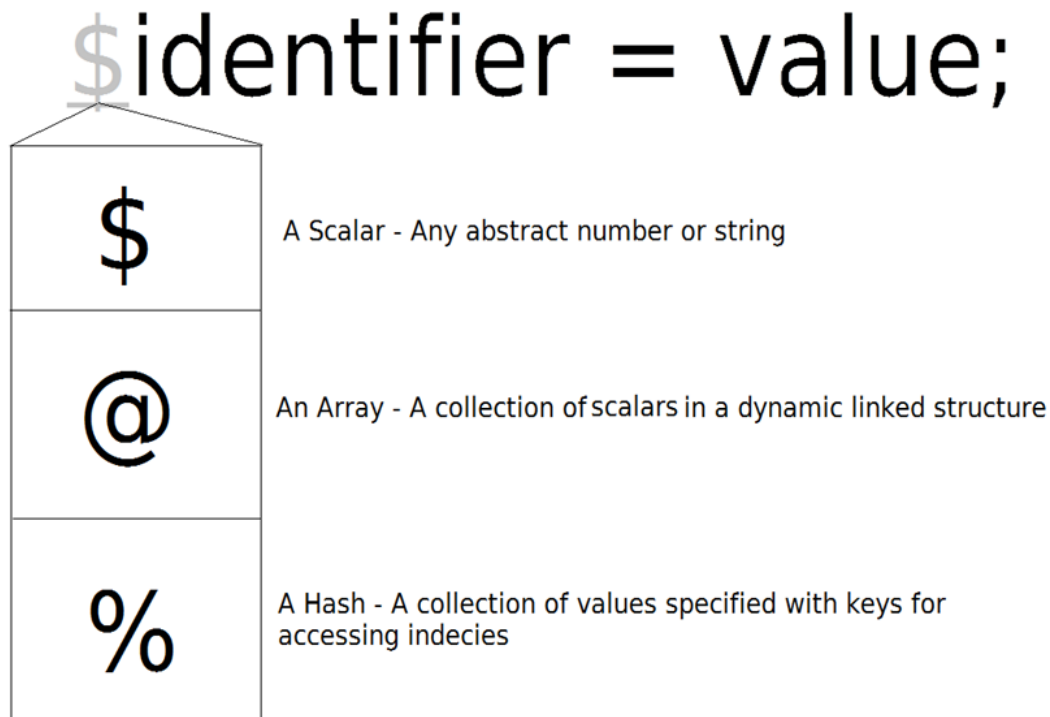 $identifier = value;
$
A Scalar - Any abstract number or string
@
An Array - A collection of scalars in a dynamic linked structure
%
A Hash - A collection of values specified with keys for
accessing indecies